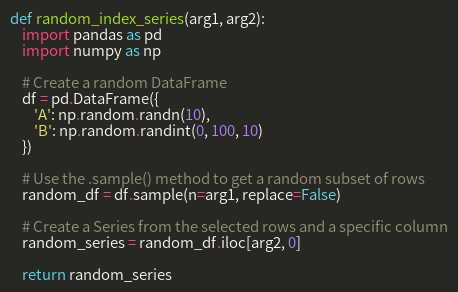 def random_index_series(arg1, arg2):
    import pandas as pd
    import numpy as np

    # Create a random DataFrame
    df = pd.DataFrame({
        'A': np.random.randn(10),
        'B': np.random.randint(0, 100, 10)
    })

    # Use the .sample() method to get a random subset of rows
    random_df = df.sample(n=arg1, replace=False)

    # Create a Series from the selected rows and a specific column
    random_series = random_df.iloc[arg2, 0]

    return random_series